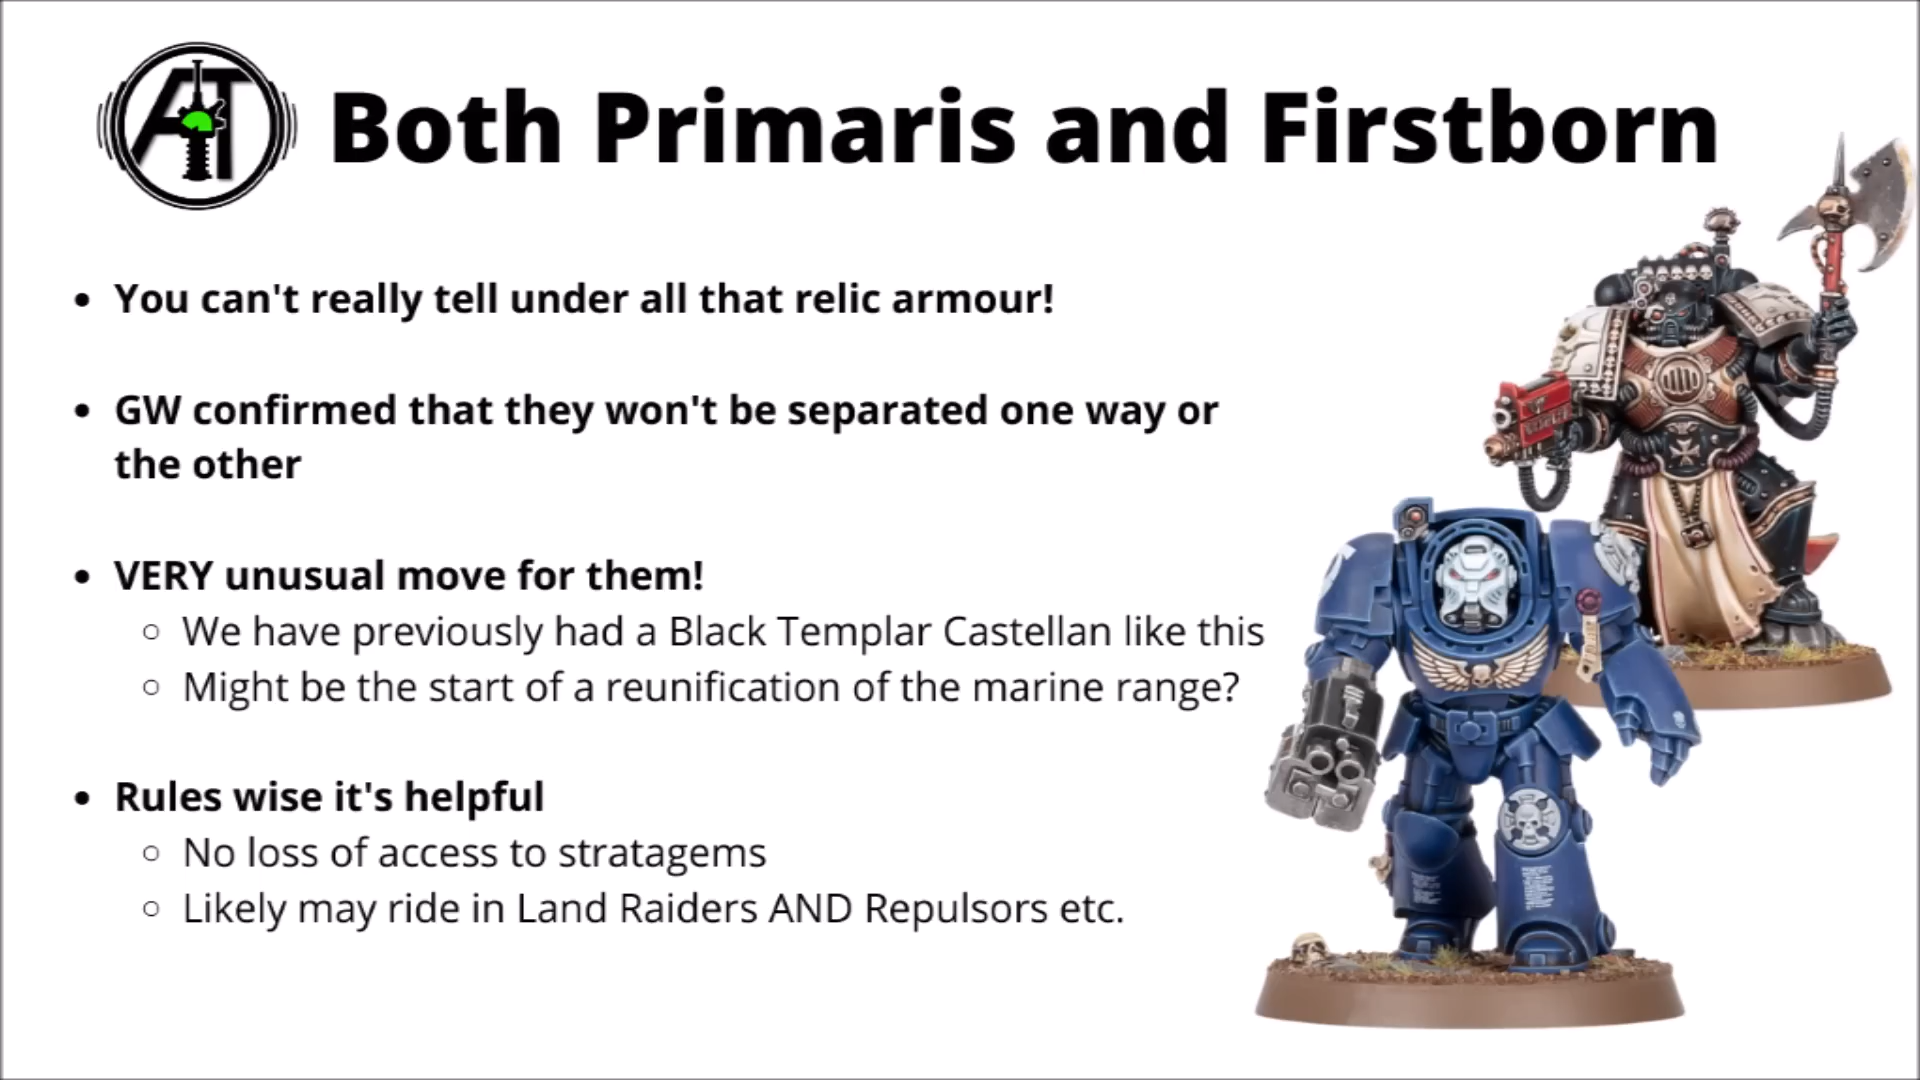 AT
Both Primaris and Firstborn
• You can't really tell under all that relic armour!
• GW confirmed that they won't be separated one way or
the other
• VERY unusual move for them!
○ We have previously had a Black Templar Castellan like this
○ Might be the start of a reunification of the marine range?
• Rules wise it's helpful
○ No loss of access to stratagems
○ Likely may ride in Land Raiders AND Repulsors etc.